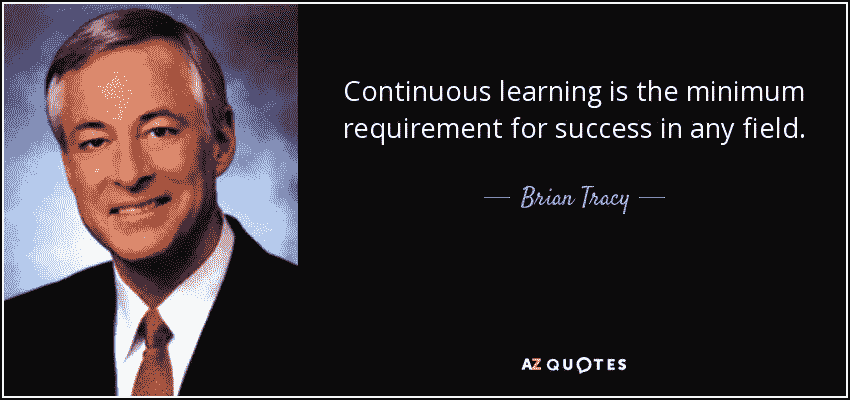 Continuous learning is the minimum
requirement for success in any field.
Brian Tracy
AZ QUOTES